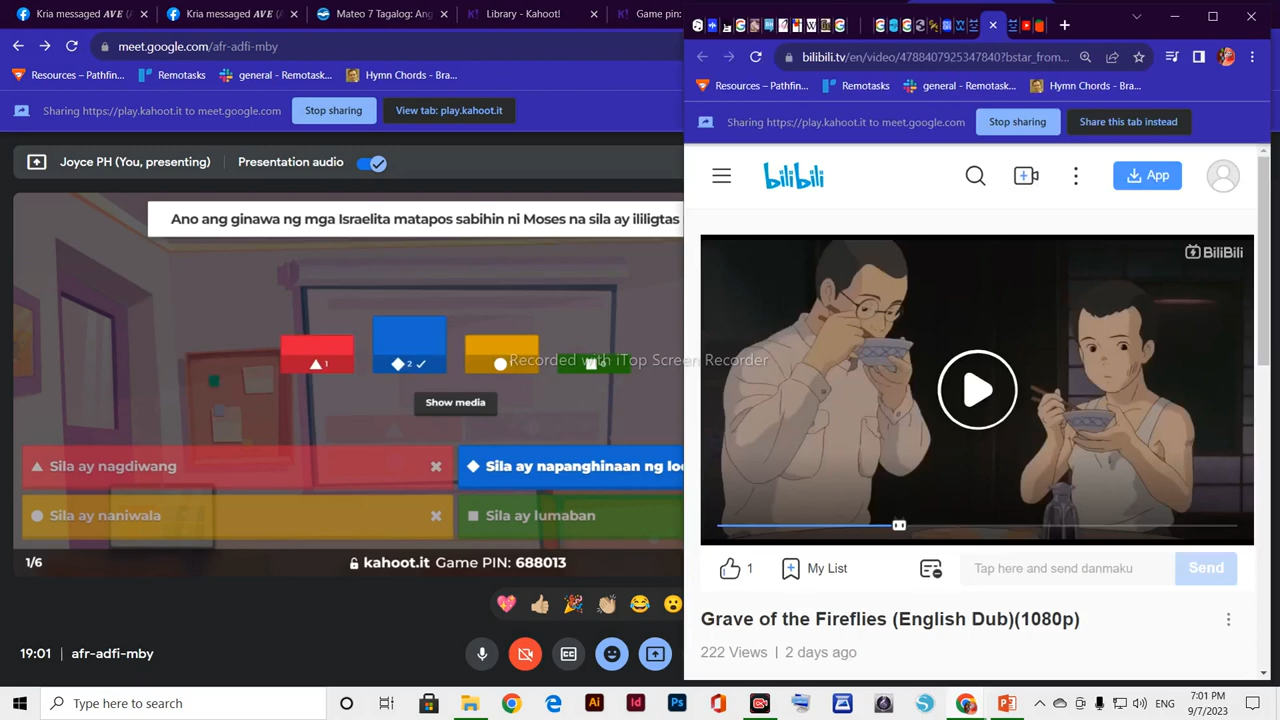 Kria messaged AVE (A
Kria messaged AVE (A
Mateo 7 Tagalog: Ang
Library - Kahoot!
Game pin:
meet.google.com/afr-adfi-mby
bilibili.tv/en/video/4788407925347840?bstar_from...
Resources – Pathfin...
Remotasks
general - Remotask...
Hymn Chords - Bra...
Resources – Pathfin...
Remotasks
general - Remotask...
Hymn Chords - Bra...
Sharing https://play.kahoot.it to meet.google.com
Stop sharing
View tab: play.kahoot.it
Sharing https://play.kahoot.it to meet.google.com
Stop sharing
Share this tab instead
Joyce PH (You, presenting)
Presentation audio
bilibili
App
Ano ang ginawa ng mga Israelita matapos sabihin ni Moses na sila ay ililigtas
BiliBili
1
2
Recorded with iTop Screen Recorder
Show media
Sila ay nagdiwang
Sila ay napanghinaan ng lo
Sila ay naniwala
Sila ay lumaban
1/6
kahoot.it Game PIN: 688013
1
My List
Tap here and send danmaku
Send
Grave of the Fireflies (English Dub)(1080p)
222 Views | 2 days ago
19:01 | afr-adfi-mby
Type here to search
ENG
7:01 PM
9/7/2023